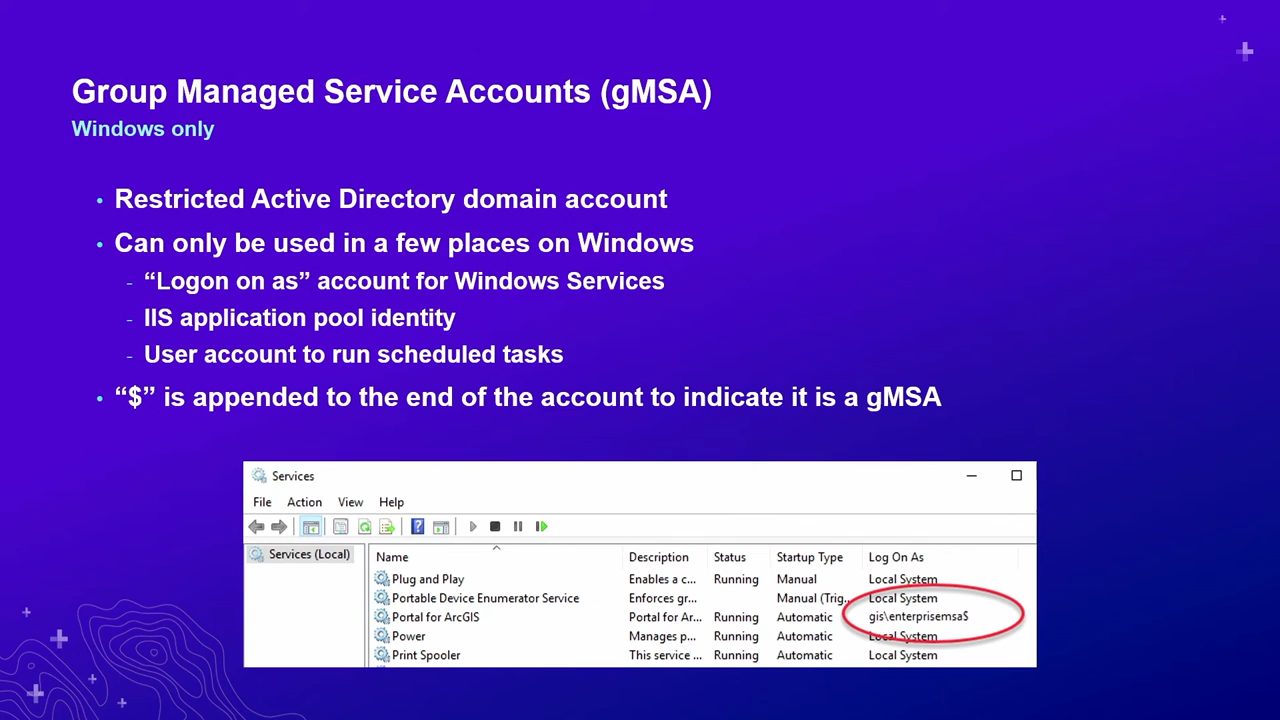 Group Managed Service Accounts (gMSA)
Windows only
• Restricted Active Directory domain account
• Can only be used in a few places on Windows
- “Logon on as” account for Windows Services
- IIS application pool identity
- User account to run scheduled tasks
• “$” is appended to the end of the account to indicate it is a gMSA
Services
File Action View Help
Services (Local)
Name Description Status Startup Type Log On As
Plug and Play Enables a c... Running Manual Local System
Portable Device Enumerator Service Enforces gr... Manual (Trig... Local System
Portal for ArcGIS Portal for Ar... Running Automatic gis\enterprisemsa$
Power Manages p... Running Automatic Local System
Print Spooler This service ... Running Automatic Local System